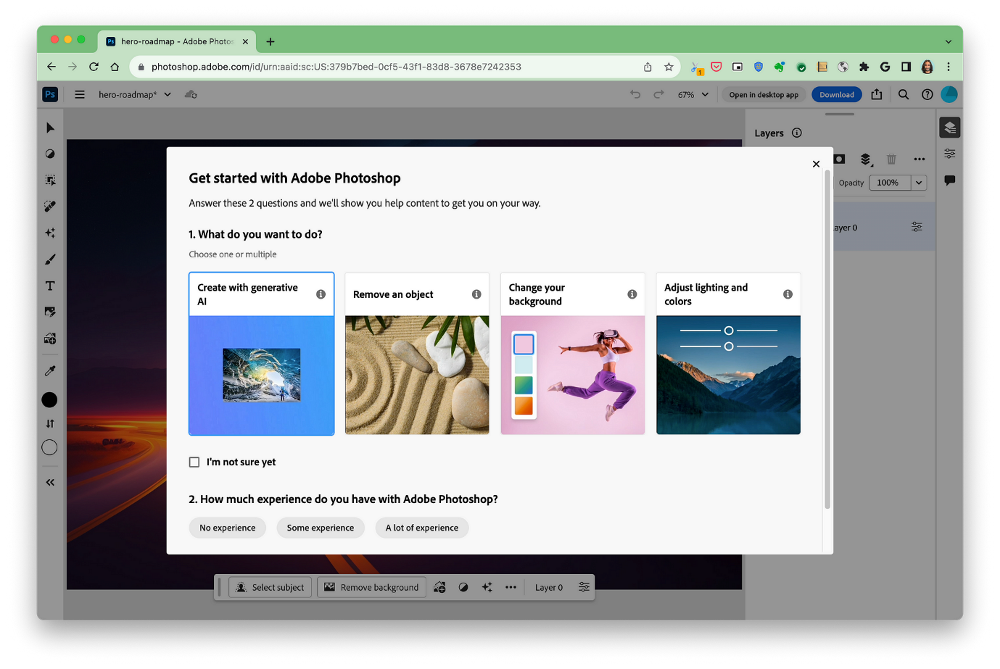 Ps hero-roadmap - Adobe Photos
photoshop.adobe.com/id/urn:aaid:sc:US:379b7bed-0cf5-43f1-83d8-3678e7242353
1
G
Ps
hero-roadmap*
67%
Open in desktop app
Download
Layers
Opacity
100%
ayer 0
T
Get started with Adobe Photoshop
Answer these 2 questions and we'll show you help content to get you on your way.
1. What do you want to do?
Choose one or multiple
Create with generative
AI
Remove an object
Change your
background
Adjust lighting and
colors
I'm not sure yet
2. How much experience do you have with Adobe Photoshop?
No experience
Some experience
A lot of experience
Select subject
Remove background
Layer 0